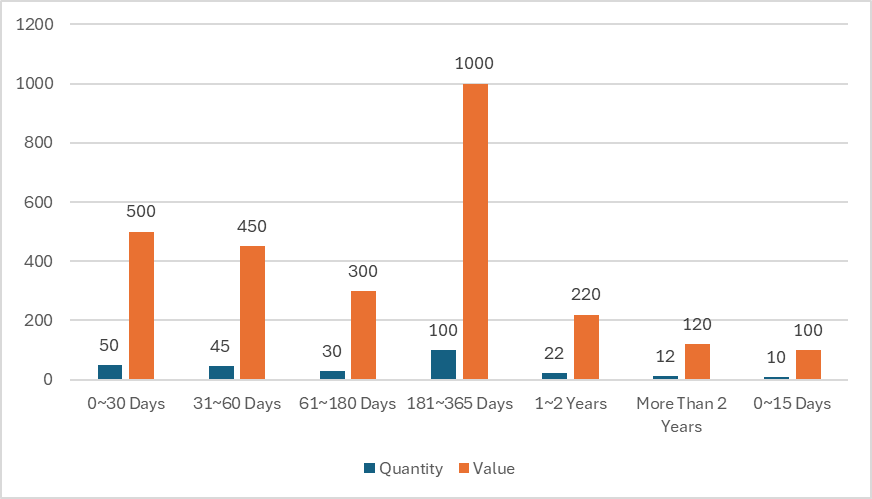 1200
1000
800
600
400
200
0
50
500
45
450
30
300
100
1000
22
220
12
120
10
100
0~30 Days
31~60 Days
61~180 Days
181~365 Days
1~2 Years
More Than 2
Years
0~15 Days
Quantity
Value